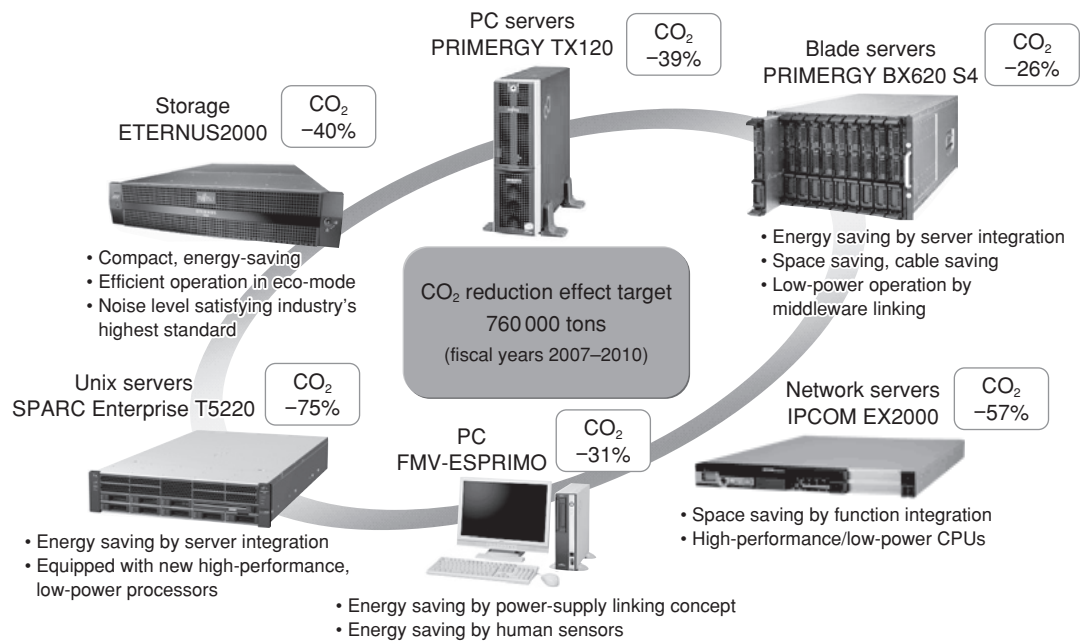 PC servers
PRIMERGY TX120
CO₂
−39%
Blade servers
PRIMERGY BX620 S4
CO₂
−26%
Storage
ETERNUS2000
CO₂
−40%
• Compact, energy-saving
• Efficient operation in eco-mode
• Noise level satisfying industry's
highest standard
• Energy saving by server integration
• Space saving, cable saving
• Low-power operation by
middleware linking
CO₂ reduction effect target
760 000 tons
(fiscal years 2007–2010)
Unix servers
SPARC Enterprise T5220
CO₂
−75%
PC
FMV-ESPRIMO
CO₂
−31%
Network servers
IPCOM EX2000
CO₂
−57%
• Energy saving by server integration
• Equipped with new high-performance,
low-power processors
• Space saving by function integration
• High-performance/low-power CPUs
• Energy saving by power-supply linking concept
• Energy saving by human sensors